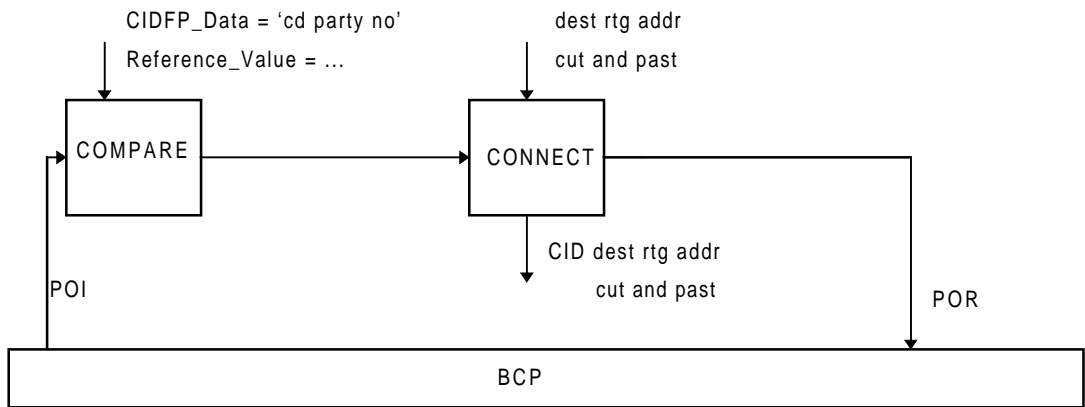 CIDFP_Data = ‘cd party no’
Reference_Value = ...
dest rtg addr
cut and past
COMPARE
CONNECT
CID dest rtg addr
cut and past
POI
POR
BCP